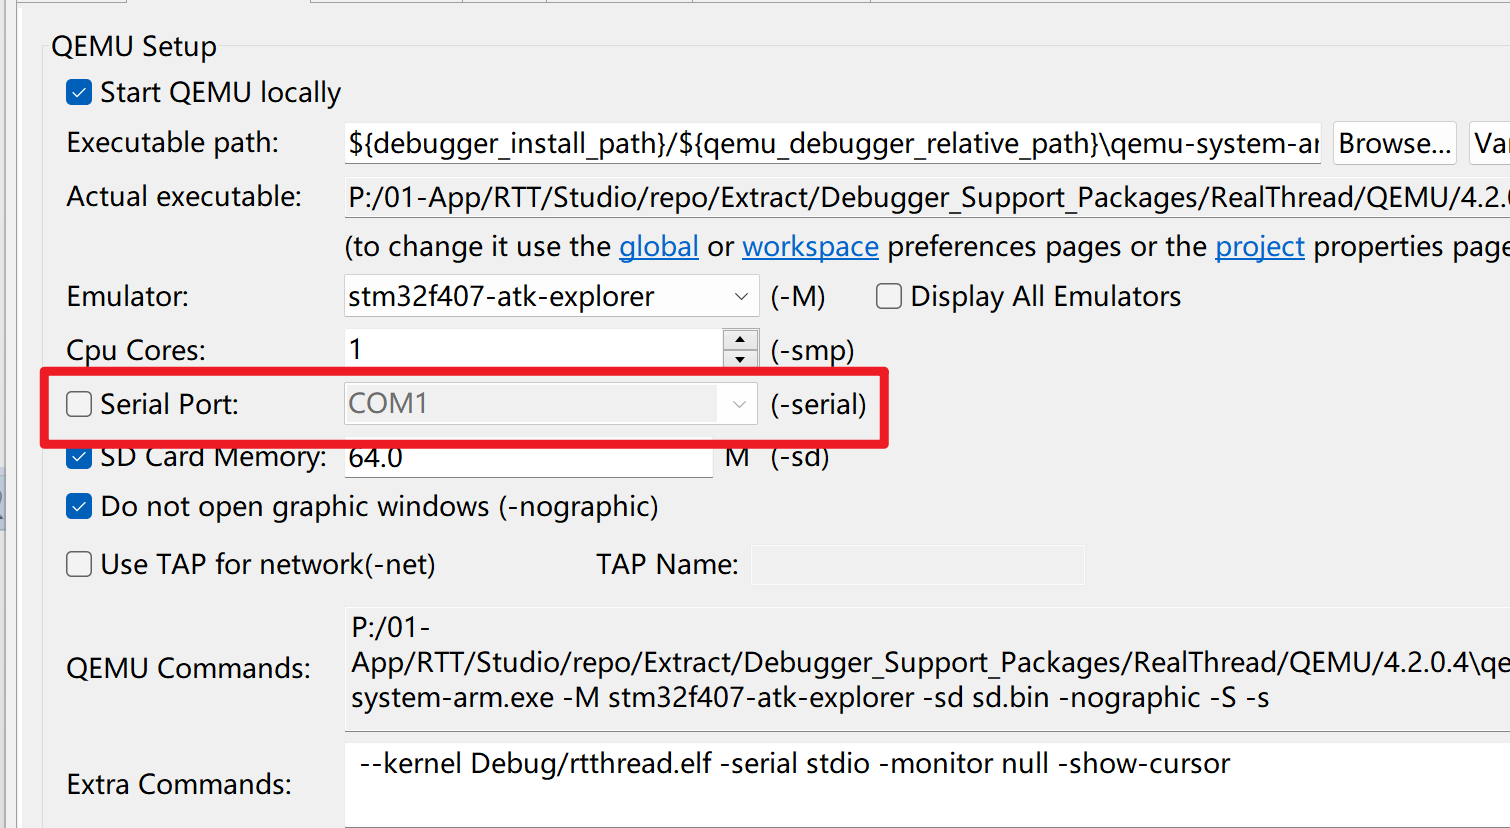 QEMU Setup
Start QEMU locally
Executable path: ${debugger_install_path}/${qemu_debugger_relative_path}\qemu-system-ar Browse... Va
Actual executable: P:/01-App/RTT/Studio/repo/Extract/Debugger_Support_Packages/RealThread/QEMU/4.2.0
(to change it use the global or workspace preferences pages or the project properties page
Emulator: stm32f407-atk-explorer (-M) Display All Emulators
Cpu Cores: 1 (-smp)
Serial Port: COM1 (-serial)
SD Card Memory: 64.0 M (-sd)
Do not open graphic windows (-nographic)
Use TAP for network(-net) TAP Name:
QEMU Commands:
P:/01-
App/RTT/Studio/repo/Extract/Debugger_Support_Packages/RealThread/QEMU/4.2.0.4\qe
system-arm.exe -M stm32f407-atk-explorer -sd sd.bin -nographic -S -s
Extra Commands: --kernel Debug/rtthread.elf -serial stdio -monitor null -show-cursor